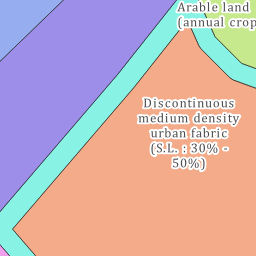 Arable land
(annual crop
Discontinuous
medium density
urban fabric
(S.L. : 30% -
50%)